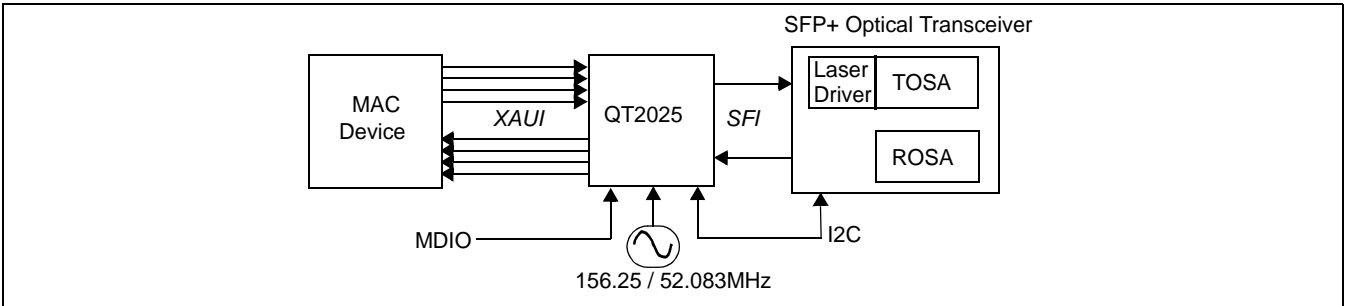 SFP+ Optical Transceiver
MAC
Device
XAUI
QT2025
SFI
Laser
Driver
TOSA
ROSA
MDIO
I2C
156.25 / 52.083MHz